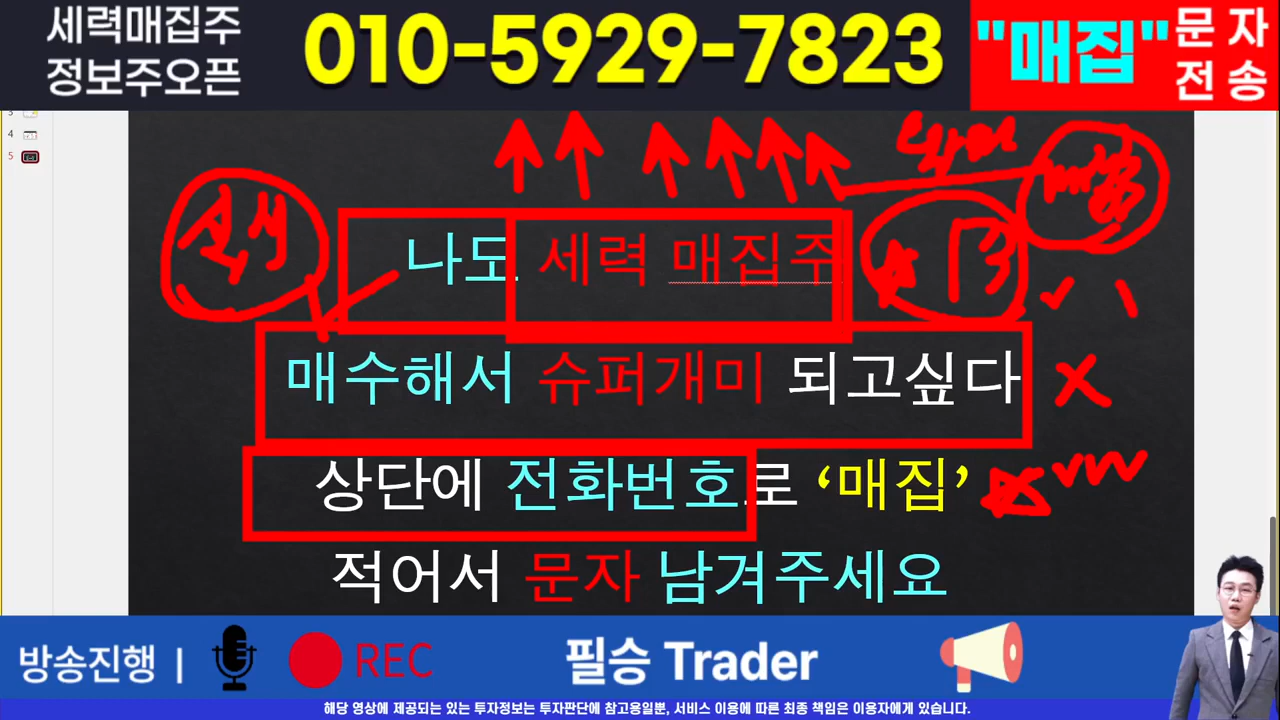 세력매집주
정보주오픈
010-5929-7823
"매집"
문자
전송
3
4
5
나도 세력 매집주
매수해서 슈퍼개미 되고싶다
상단에 전화번호로 ‘매집’
적어서 문자 남겨주세요
방송진행 |
REC
필승 Trader
해당 영상에 제공되는 있는 투자정보는 투자판단에 참고용일뿐, 서비스 이용에 따른 최종 책임은 이용자에게 있습니다.